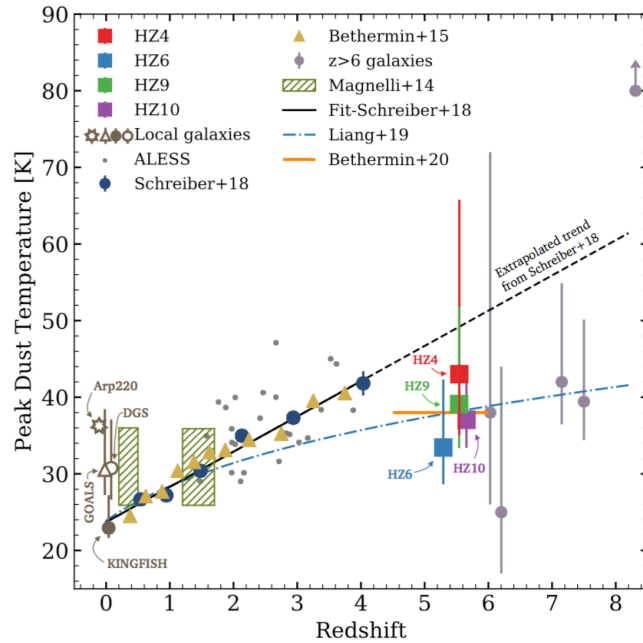 90
80
70
60
50
40
30
20
Peak Dust Temperature [K]
HZ4
HZ6
HZ9
HZ10
Local galaxies
ALESS
Schreiber+18
Bethermin+15
z>6 galaxies
Magnelli+14
Fit-Schreiber+18
Liang+19
Bethermin+20
Extrapolated trend
from Schreiber+18
Arp220
DGS
GOALS
KINGFISH
HZ4
HZ9
HZ6
HZ10
0 1 2 3 4 5 6 7 8
Redshift